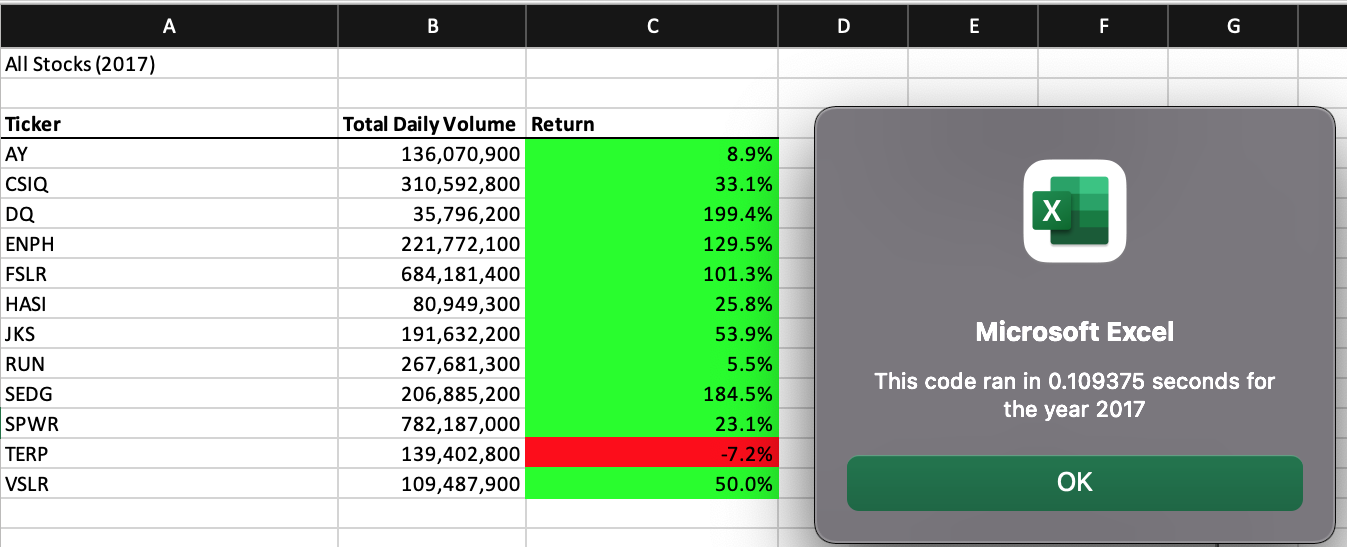 A B C D E F G
All Stocks (2017)
Ticker Total Daily Volume Return
AY 136,070,900 8.9%
CSIQ 310,592,800 33.1%
DQ 35,796,200 199.4%
ENPH 221,772,100 129.5%
FSLR 684,181,400 101.3%
HASI 80,949,300 25.8%
JKS 191,632,200 53.9%
RUN 267,681,300 5.5%
SEDG 206,885,200 184.5%
SPWR 782,187,000 23.1%
TERP 139,402,800 -7.2%
VSLR 109,487,900 50.0%
X
Microsoft Excel
This code ran in 0.109375 seconds for
the year 2017
OK